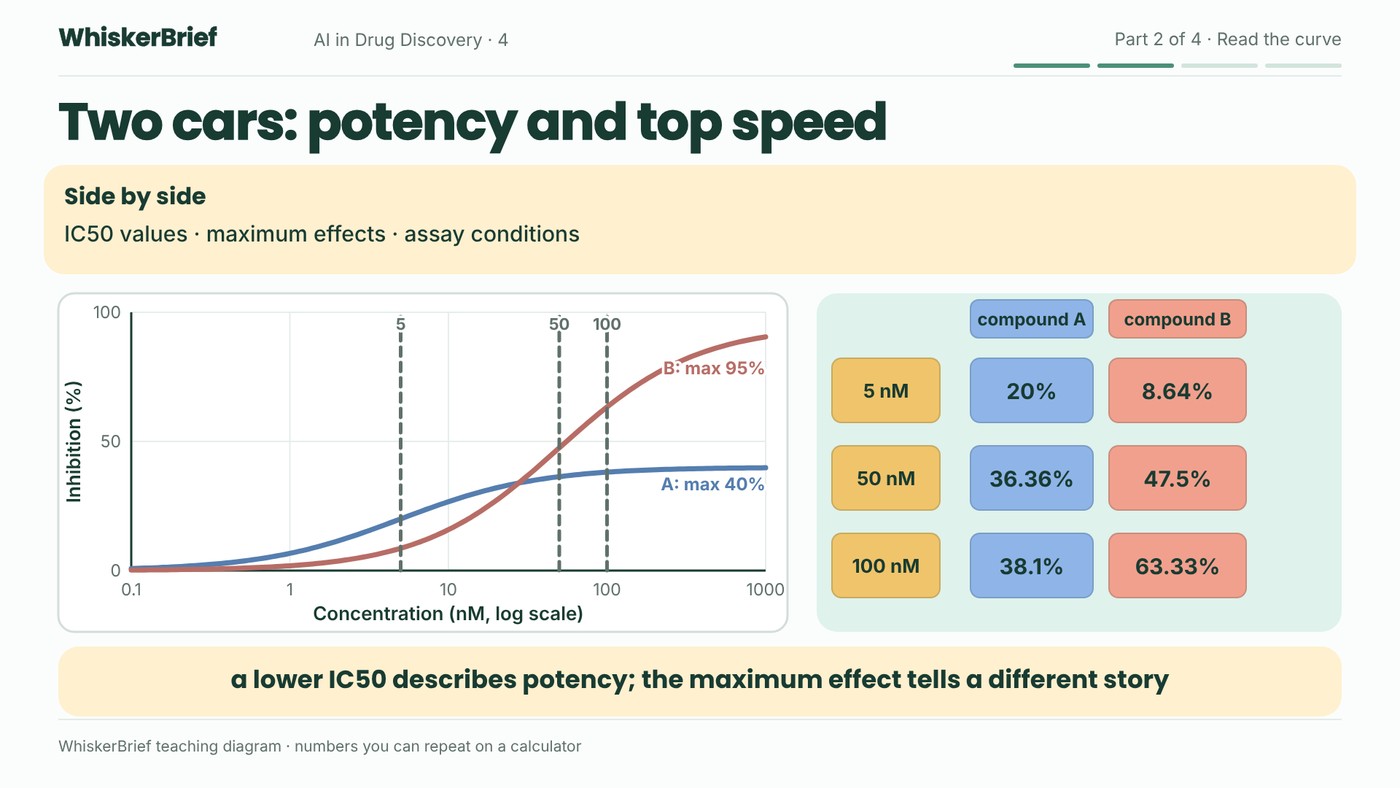 WhiskerBrief
AI in Drug Discovery · 4
Part 2 of 4 · Read the curve
Two cars: potency and top speed
Side by side
IC50 values · maximum effects · assay conditions
100
50
0
Inhibition (%)
5
50
100
B: max 95%
A: max 40%
0.1
1
10
100
1000
Concentration (nM, log scale)
compound A
compound B
5 nM
20%
8.64%
50 nM
36.36%
47.5%
100 nM
38.1%
63.33%
a lower IC50 describes potency; the maximum effect tells a different story
WhiskerBrief teaching diagram · numbers you can repeat on a calculator